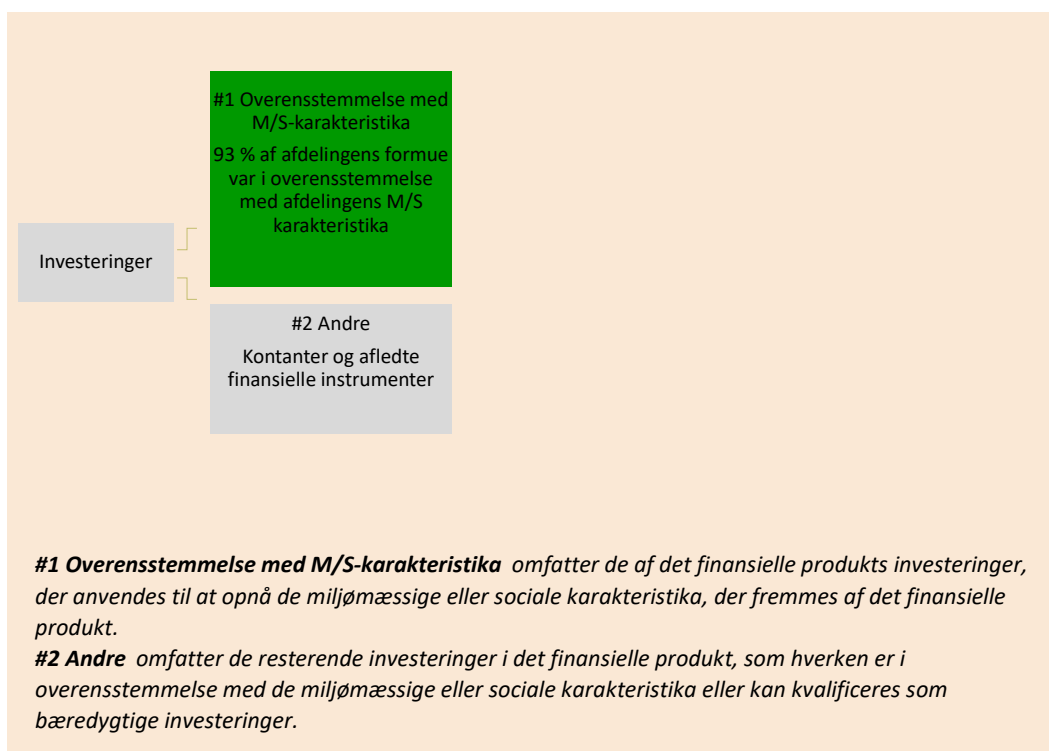 #1 Overensstemmelse med
M/S-karakteristika
93 % af afdelingens formue
var i overensstemmelse
med afdelingens M/S
karakteristika
Investeringer
#2 Andre
Kontanter og afledte
finansielle instrumenter
#1 Overensstemmelse med M/S-karakteristika omfatter de af det finansielle produkts investeringer,
der anvendes til at opnå de miljømæssige eller sociale karakteristika, der fremmes af det finansielle
produkt.
#2 Andre omfatter de resterende investeringer i det finansielle produkt, som hverken er i
overensstemmelse med de miljømæssige eller sociale karakteristika eller kan kvalificeres som
bæredygtige investeringer.